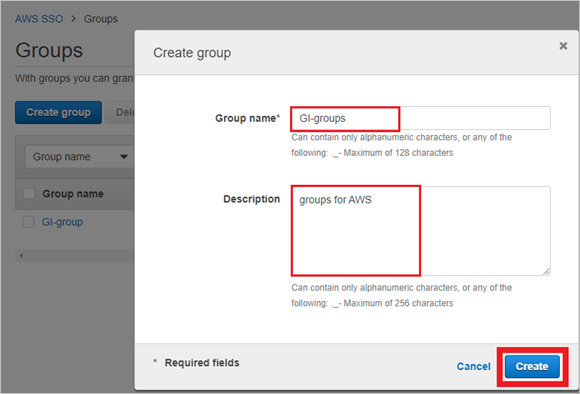 AWS SSO > Groups
Groups
With groups you can grant
Create group
Dele
Group name
Group name
GI-group
Create group
×
Group name*
GI-groups
Can contain only alphanumeric characters, or any of the
following: ._- Maximum of 128 characters
Description
groups for AWS
Can contain only alphanumeric characters, or any of the
following: ._- Maximum of 256 characters
* Required fields
Cancel
Create